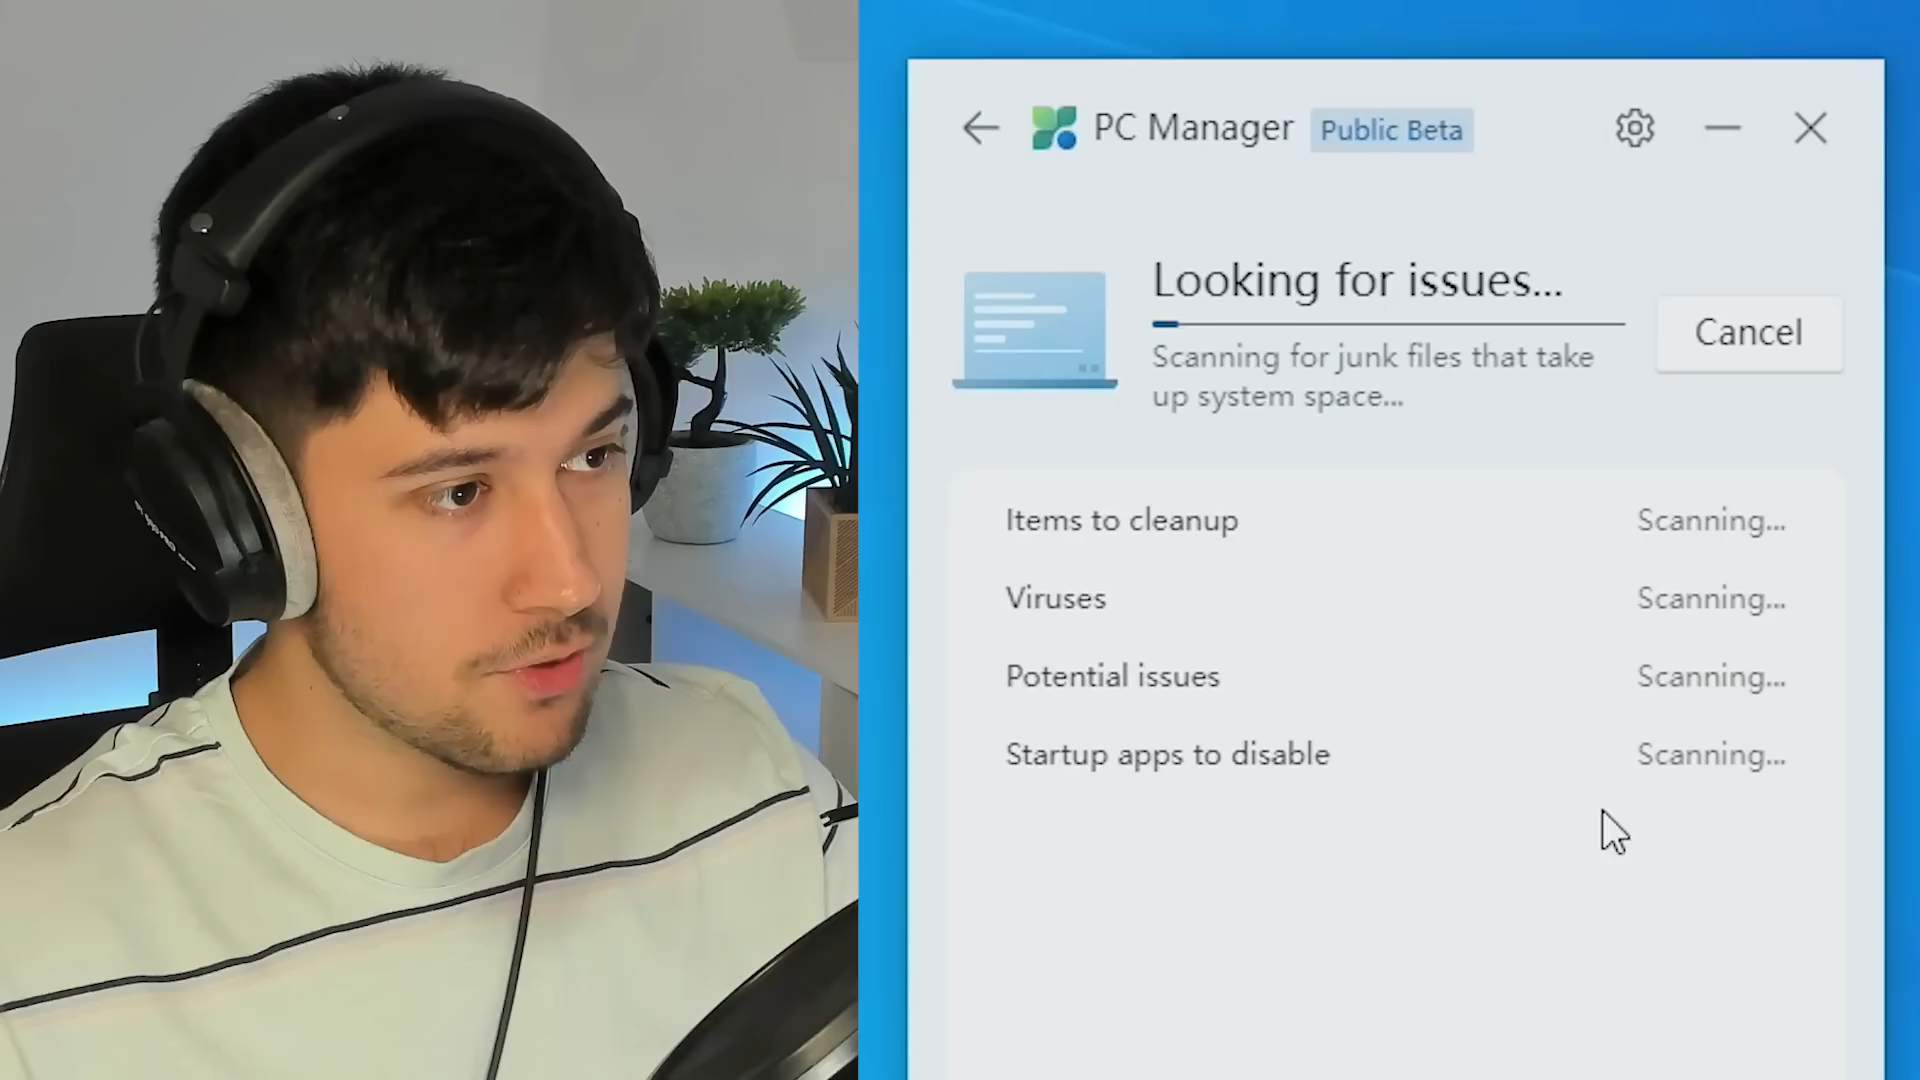 PC Manager Public Beta
Looking for issues...
Cancel
Scanning for junk files that take
up system space...
Items to cleanup Scanning...
Viruses Scanning...
Potential issues Scanning...
Startup apps to disable Scanning...